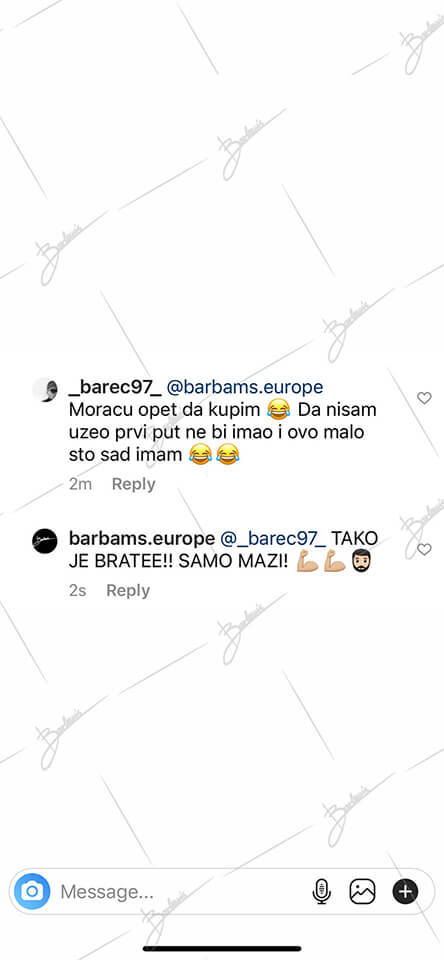 _barec97_ @barbams.europe
Moracu opet da kupim 😂 Da nisam
uzeo prvi put ne bi imao i ovo malo
sto sad imam 😂😂
2m Reply
barbams.europe @_barec97_ TAKO
JE BRATEE!! SAMO MAZI! 💪🏼💪🏼🧔🏻
2s Reply
Message...